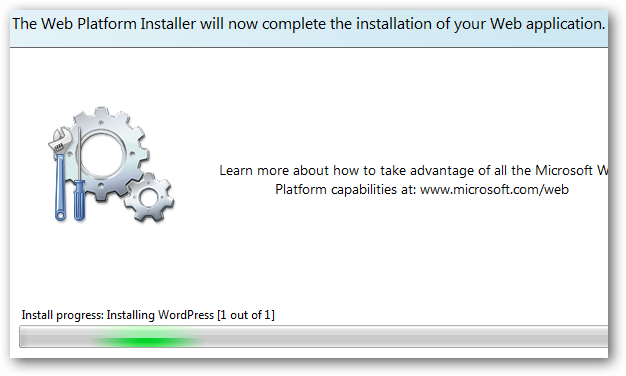 The Web Platform Installer will now complete the installation of your Web application.
Learn more about how to take advantage of all the Microsoft W
Platform capabilities at: www.microsoft.com/web
Install progress: Installing WordPress [1 out of 1]